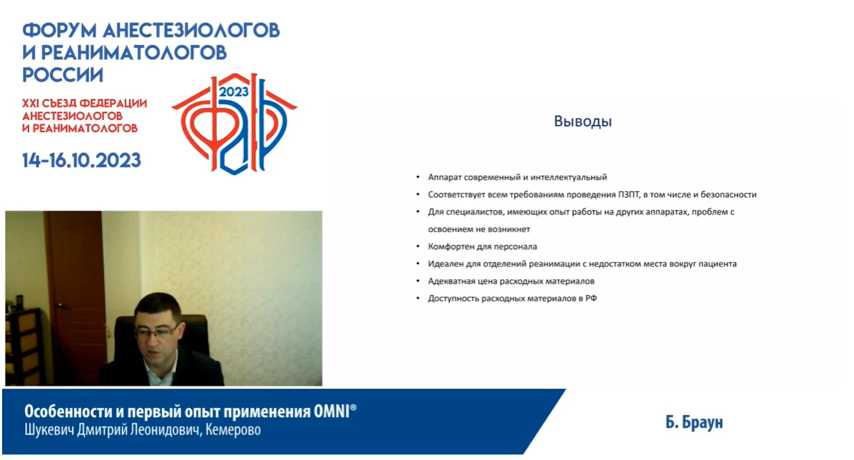 ФОРУМ АНЕСТЕЗИОЛОГОВ
И РЕАНИМАТОЛОГОВ
РОССИИ
XXI СЪЕЗД ФЕДЕРАЦИИ
АНЕСТЕЗИОЛОГОВ
И РЕАНИМАТОЛОГОВ
14-16.10.2023
2023
ФАР
Выводы
• Аппарат современный и интеллектуальный
• Соответствует всем требованиям проведения ПЗПТ, в том числе и безопасности
• Для специалистов, имеющих опыт работы на других аппаратах, проблем с
освоением не возникнет
• Комфортен для персонала
• Идеален для отделений реанимации с недостатком места вокруг пациента
• Адекватная цена расходных материалов
• Доступность расходных материалов в РФ
Особенности и первый опыт применения OMNI®
Шукевич Дмитрий Леонидович, Кемерово
Б. Браун